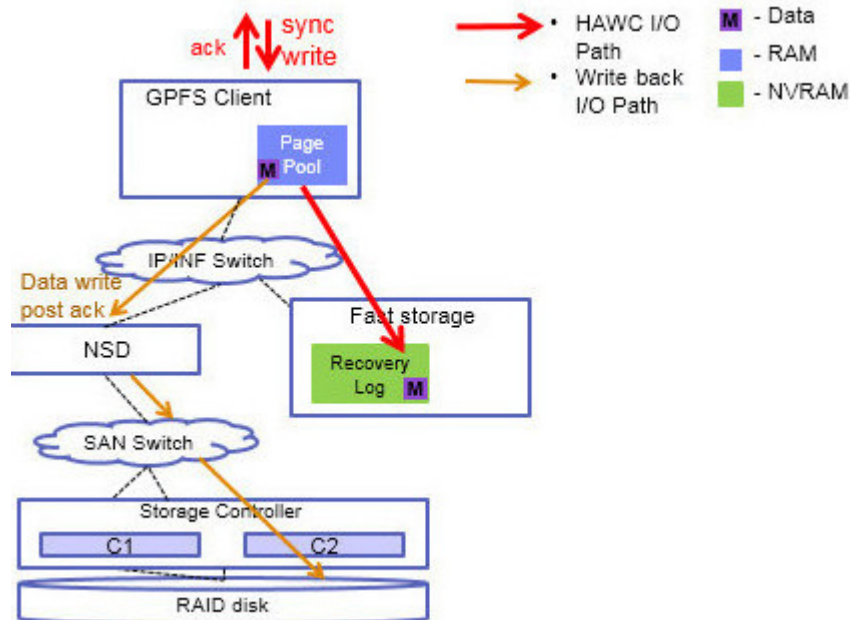 ack
sync
write
• HAWC I/O
Path
• Write back
I/O Path
M - Data
- RAM
- NVRAM
GPFS Client
Page
Pool
M
IP/INF Switch
Data write
post ack
NSD
Fast storage
Recovery
Log M
SAN Switch
Storage Controller
C1
C2
RAID disk